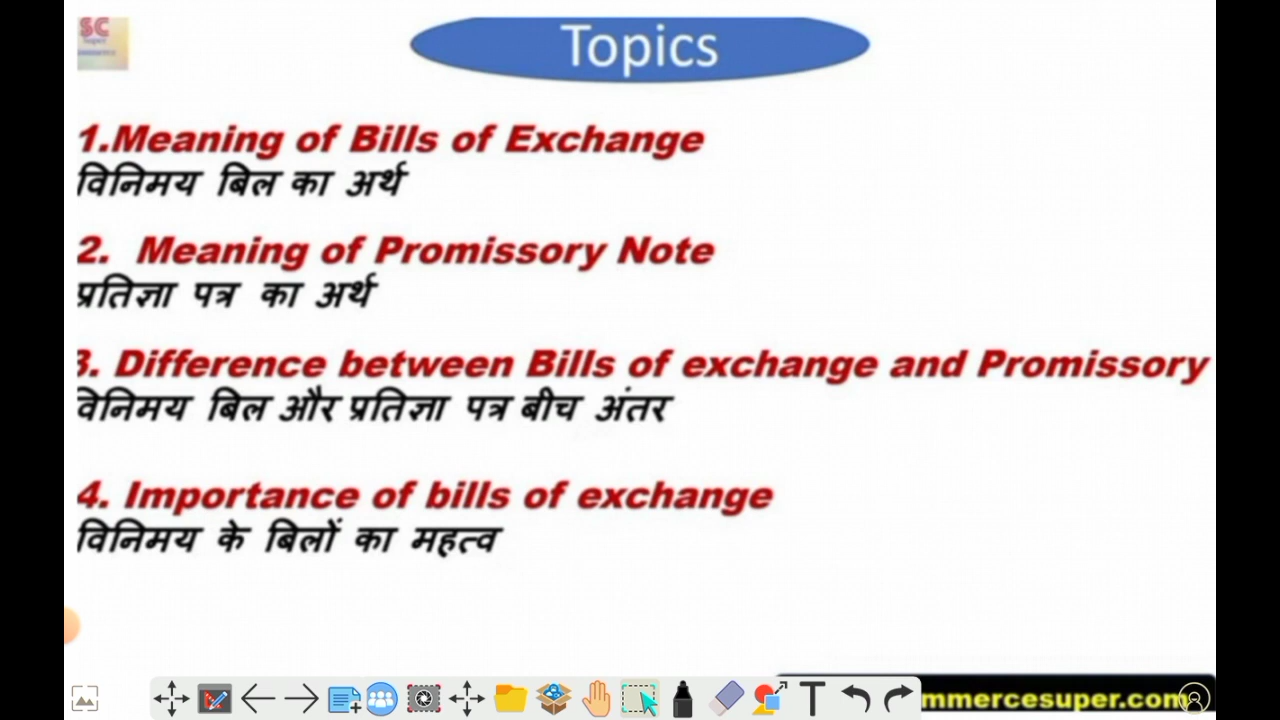 SC
Topics
1.Meaning of Bills of Exchange
विनिमय बिल का अर्थ
2. Meaning of Promissory Note
प्रतिज्ञा पत्र का अर्थ
3. Difference between Bills of exchange and Promissory
विनिमय बिल और प्रतिज्ञा पत्र बीच अंतर
4. Importance of bills of exchange
विनिमय के बिलों का महत्व
mmercesuper.com